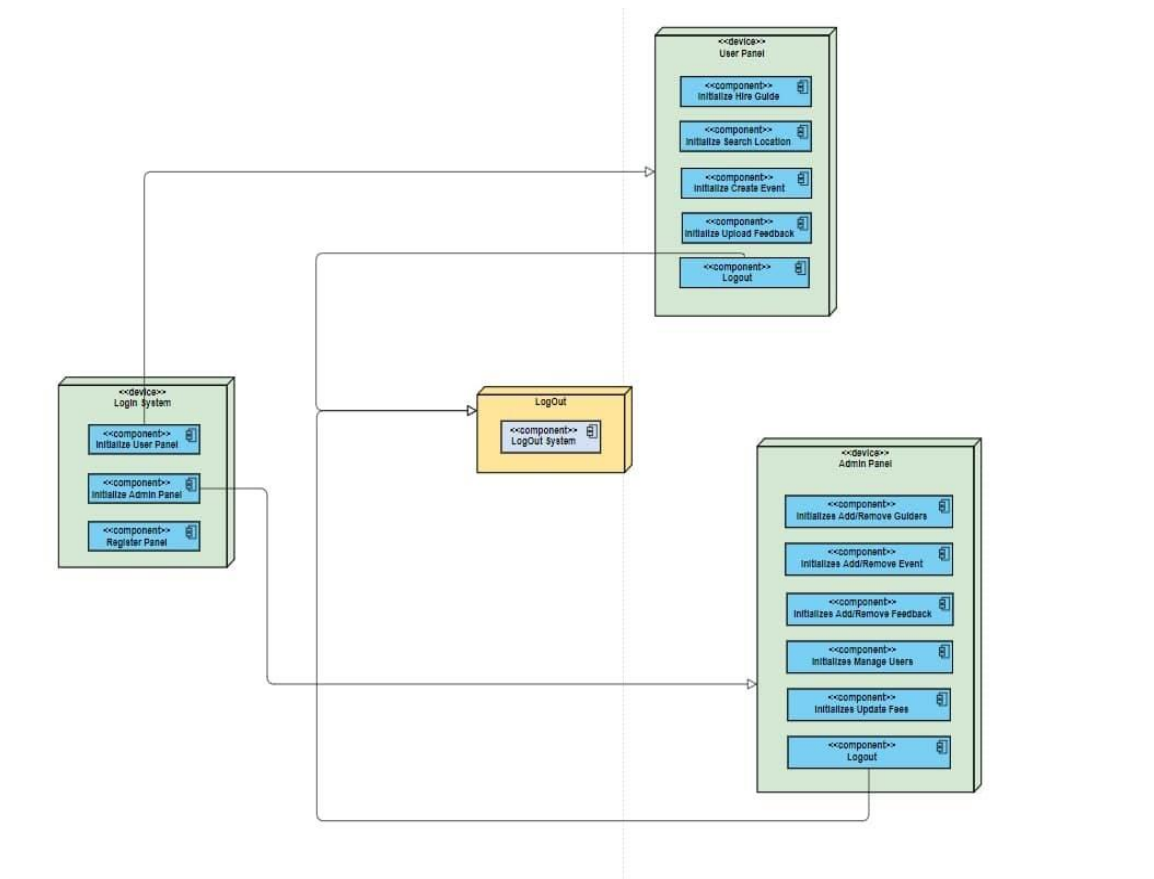 <<device>>
User Panel
<<component>>
Initialize Hire Guide
<<component>>
Initialize Search Location
<<component>>
Initialize Create Event
<<component>>
Initialize Upload Feedback
<<component>>
Logout
<<device>>
Login System
<<component>>
Initialize User Panel
<<component>>
Initialize Admin Panel
<<component>>
Register Panel
LogOut
<<component>>
LogOut System
<<device>>
Admin Panel
<<component>>
Initializes Add/Remove Guiders
<<component>>
Initializes Add/Remove Event
<<component>>
Initializes Add/Remove Feedback
<<component>>
Initializes Manage Users
<<component>>
Initializes Update Fees
<<component>>
Logout